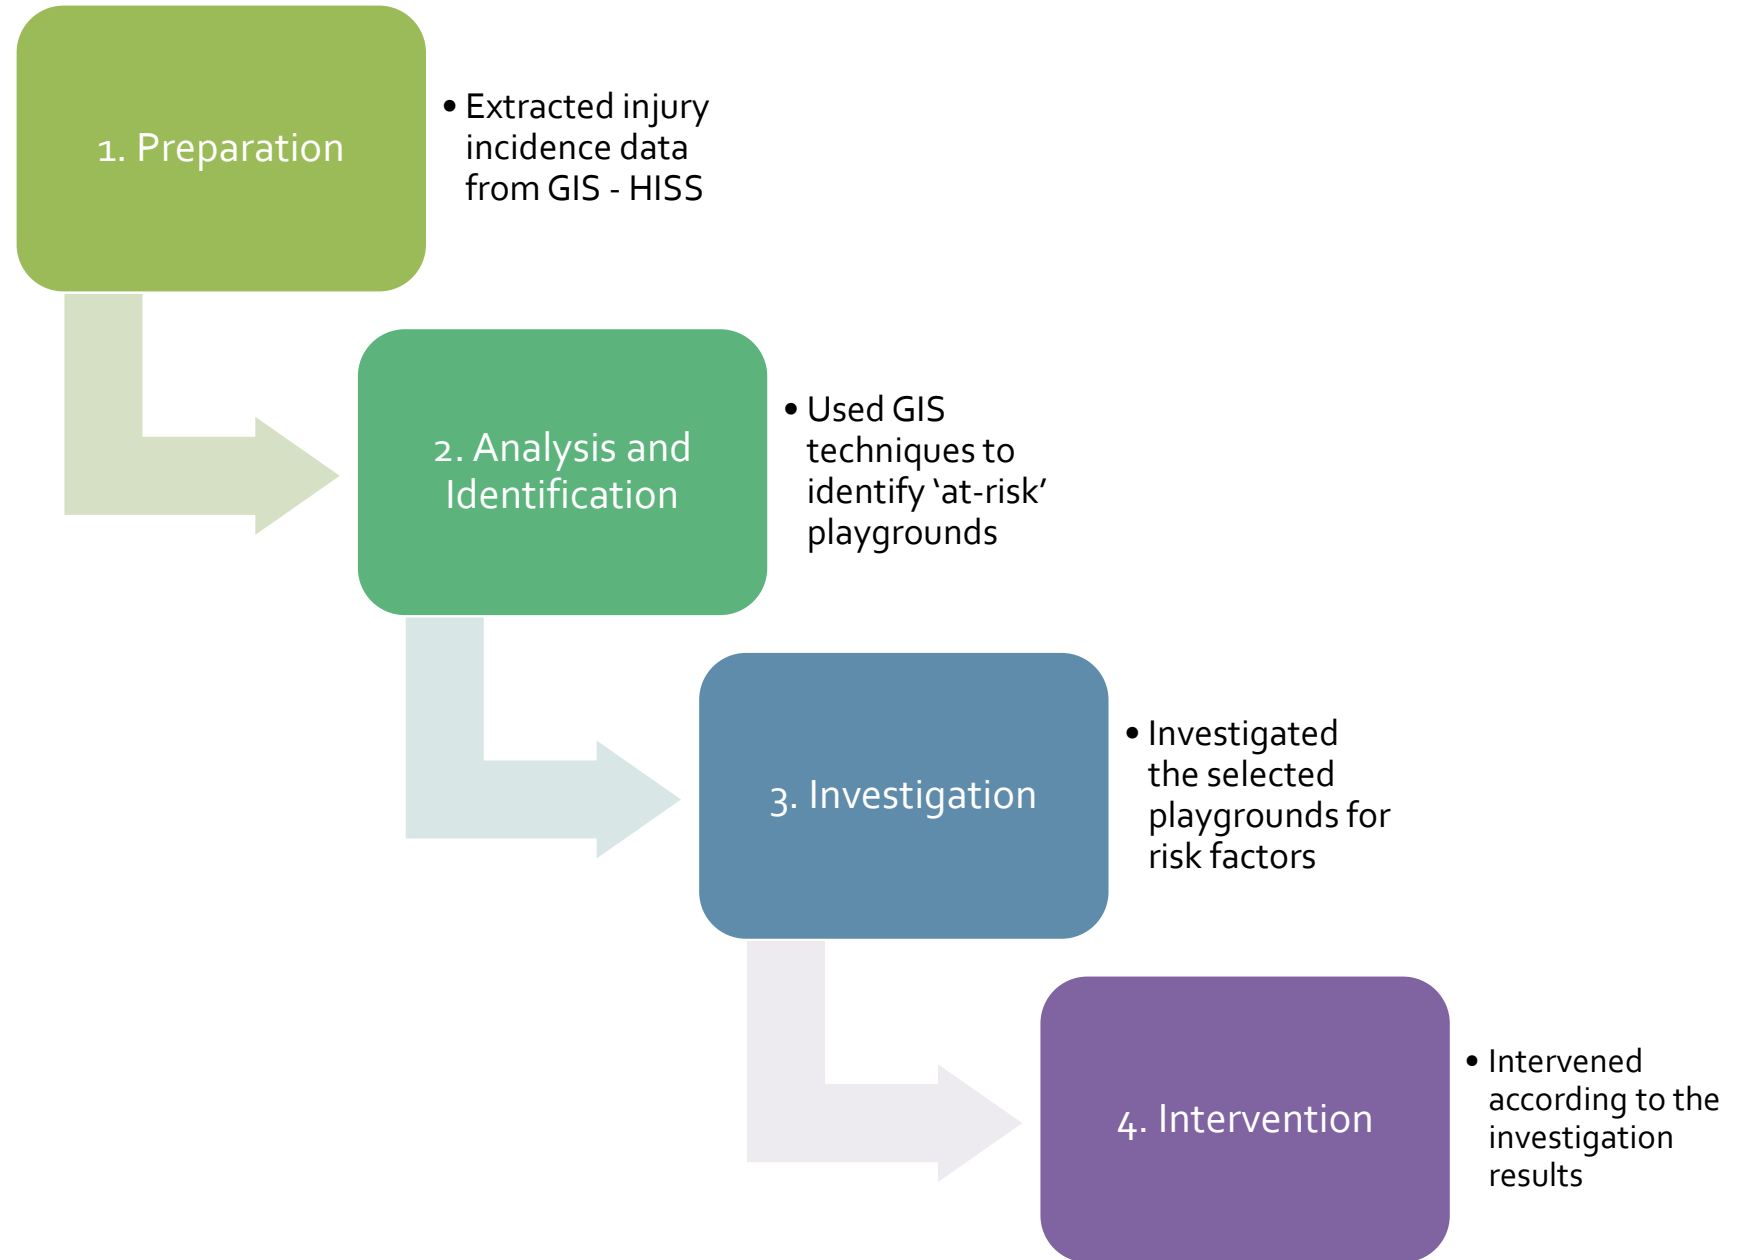 1. Preparation
• Extracted injury
incidence data
from GIS - HISS
2. Analysis and
Identification
• Used GIS
techniques to
identify ‘at-risk’
playgrounds
3. Investigation
• Investigated
the selected
playgrounds for
risk factors
4. Intervention
• Intervened
according to the
investigation
results